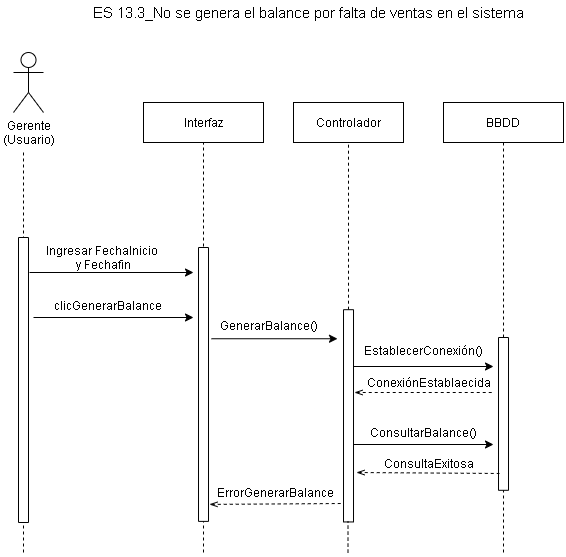 ES 13.3_No se genera el balance por falta de ventas en el sistema
Gerente
(Usuario)
Interfaz
Controlador
BBDD
Ingresar FechaInicio
y Fechafin
clicGenerarBalance
GenerarBalance()
EstablecerConexión()
ConexiónEstablaecida
ConsultarBalance()
ConsultaExitosa
ErrorGenerarBalance